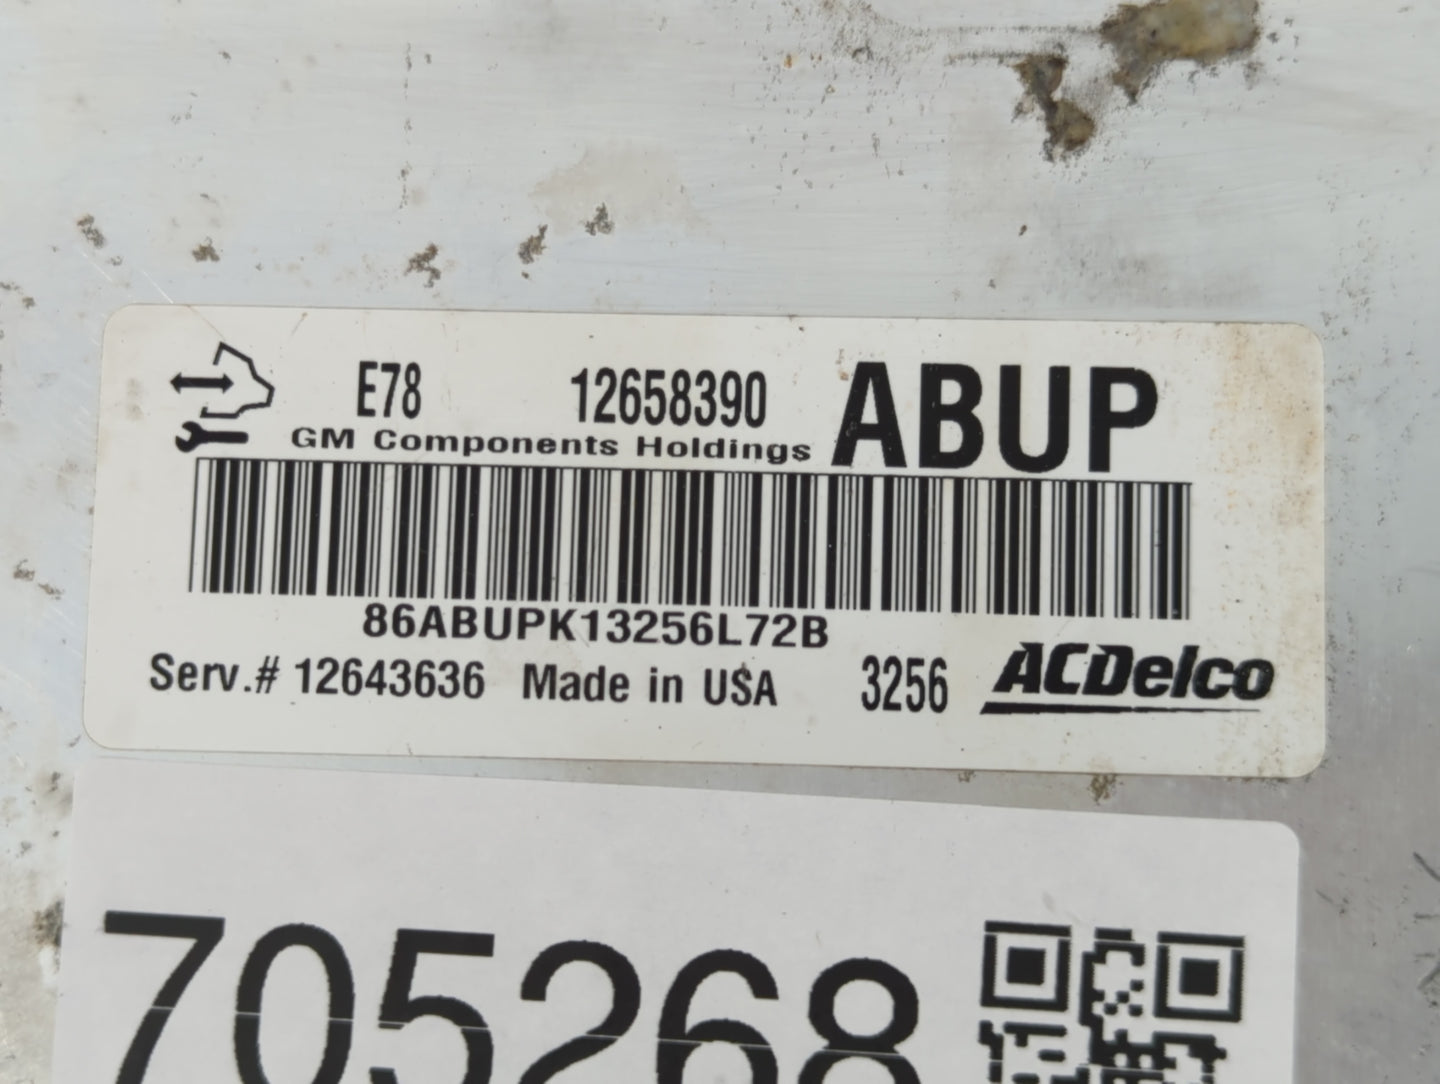 E78 12658390 ABUP
GM Components Holdings
86ABUPK13256L72B
Serv.# 12643636 Made in USA 3256 ACDelco
705268